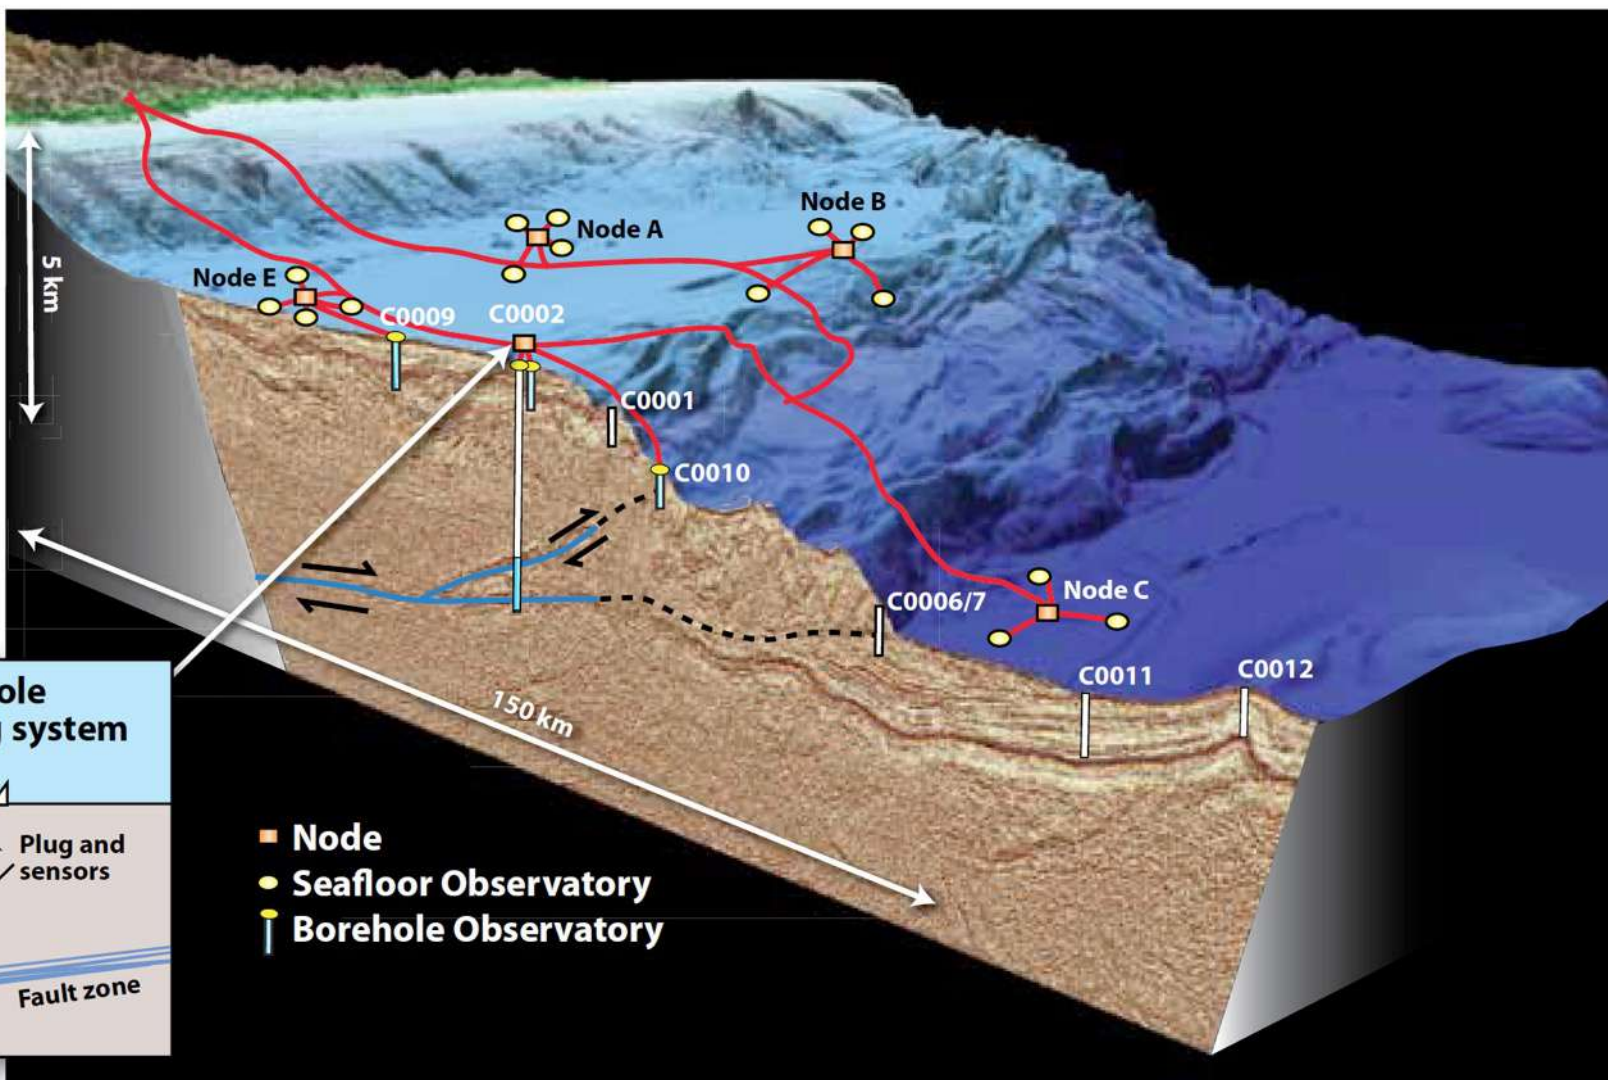 Node B
Node A
Node E
5 km
C0009
C0002
C0001
C0010
Node C
C0006/7
C0011
C0012
150 km
system
Plug and
sensors
Fault zone
Node
Seafloor Observatory
Borehole Observatory